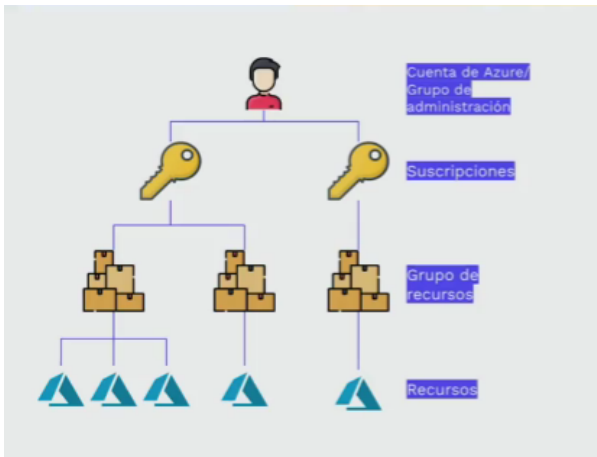 Cuenta de Azure/
Grupo de
administración
Suscripciones
Grupo de
recursos
Recursos